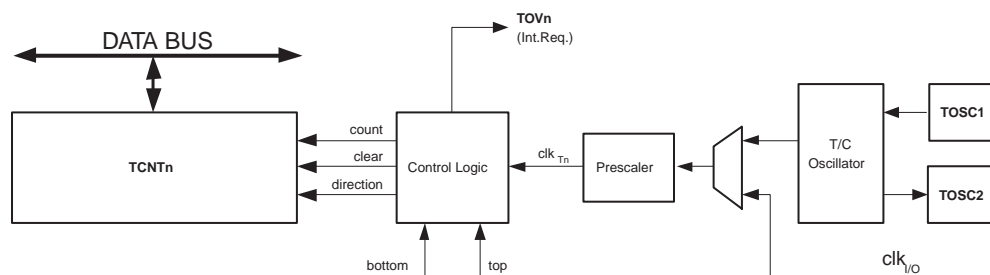 DATA BUS
TOVn
(Int.Req.)
TCNTn
count
clear
direction
Control Logic
clk Tn
Prescaler
T/C
Oscillator
TOSC1
TOSC2
bottom
top
clk I/O